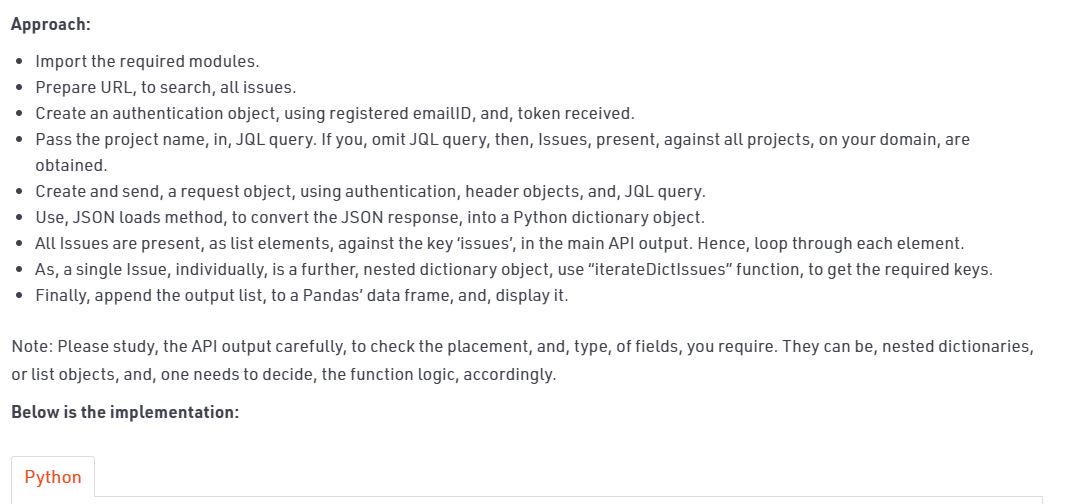 Approach:
Import the required modules.
Prepare URL, to search, all issues.
Create an authentication object, using registered emailID, and, token received.
Pass the project name, in, JQL query. If you, omit JQL query, then, Issues, present, against all projects, on your domain, are
obtained.
Create and send, a request object, using authentication, header objects, and, JQL query.
Use, JSON loads method, to convert the JSON response, into a Python dictionary object.
All Issues are present, as list elements, against the key ‘issues’, in the main API output. Hence, loop through each element.
As, a single Issue, individually, is a further, nested dictionary object, use “iterateDictIssues” function, to get the required keys.
Finally, append the output list, to a Pandas’ data frame, and, display it.
Note: Please study, the API output carefully, to check the placement, and, type, of fields, you require. They can be, nested dictionaries,
or list objects, and, one needs to decide, the function logic, accordingly.
Below is the implementation:
Python